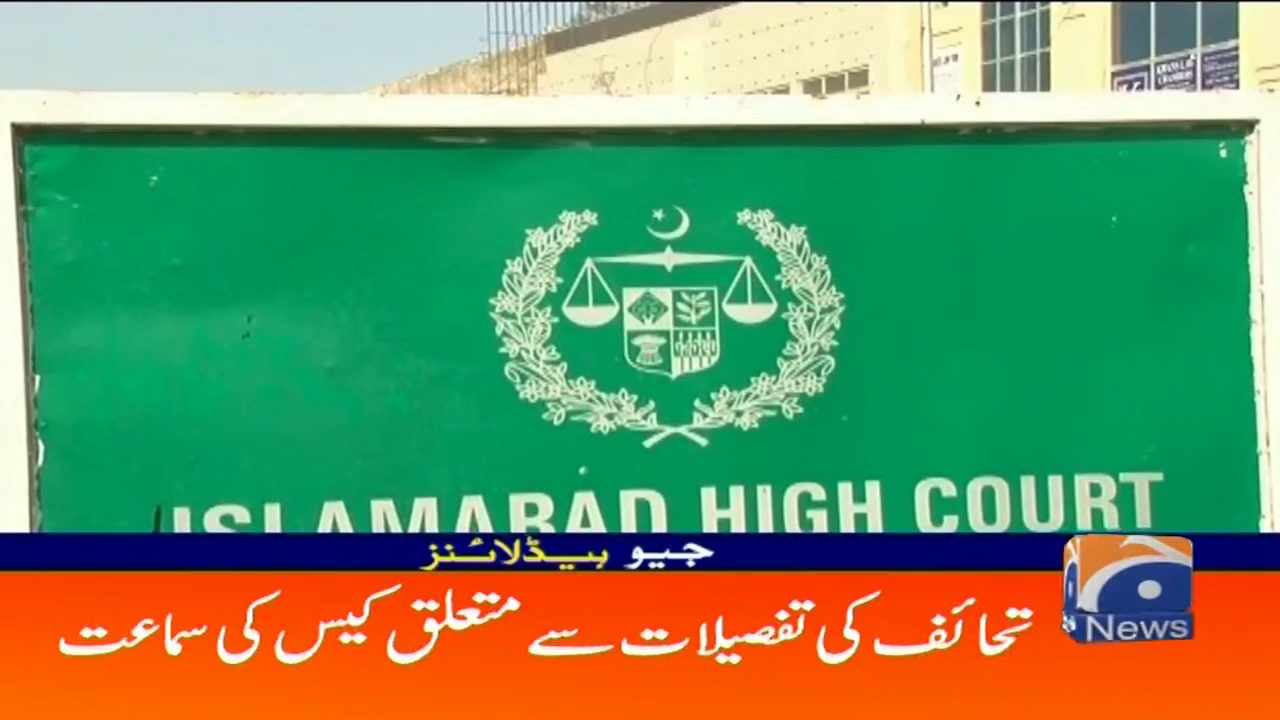 ISLAMABAD HIGH COURT
جیو ہیڈلائنز
تحائف کی تفصیلات سے متعلق کیس کی سماعت
News